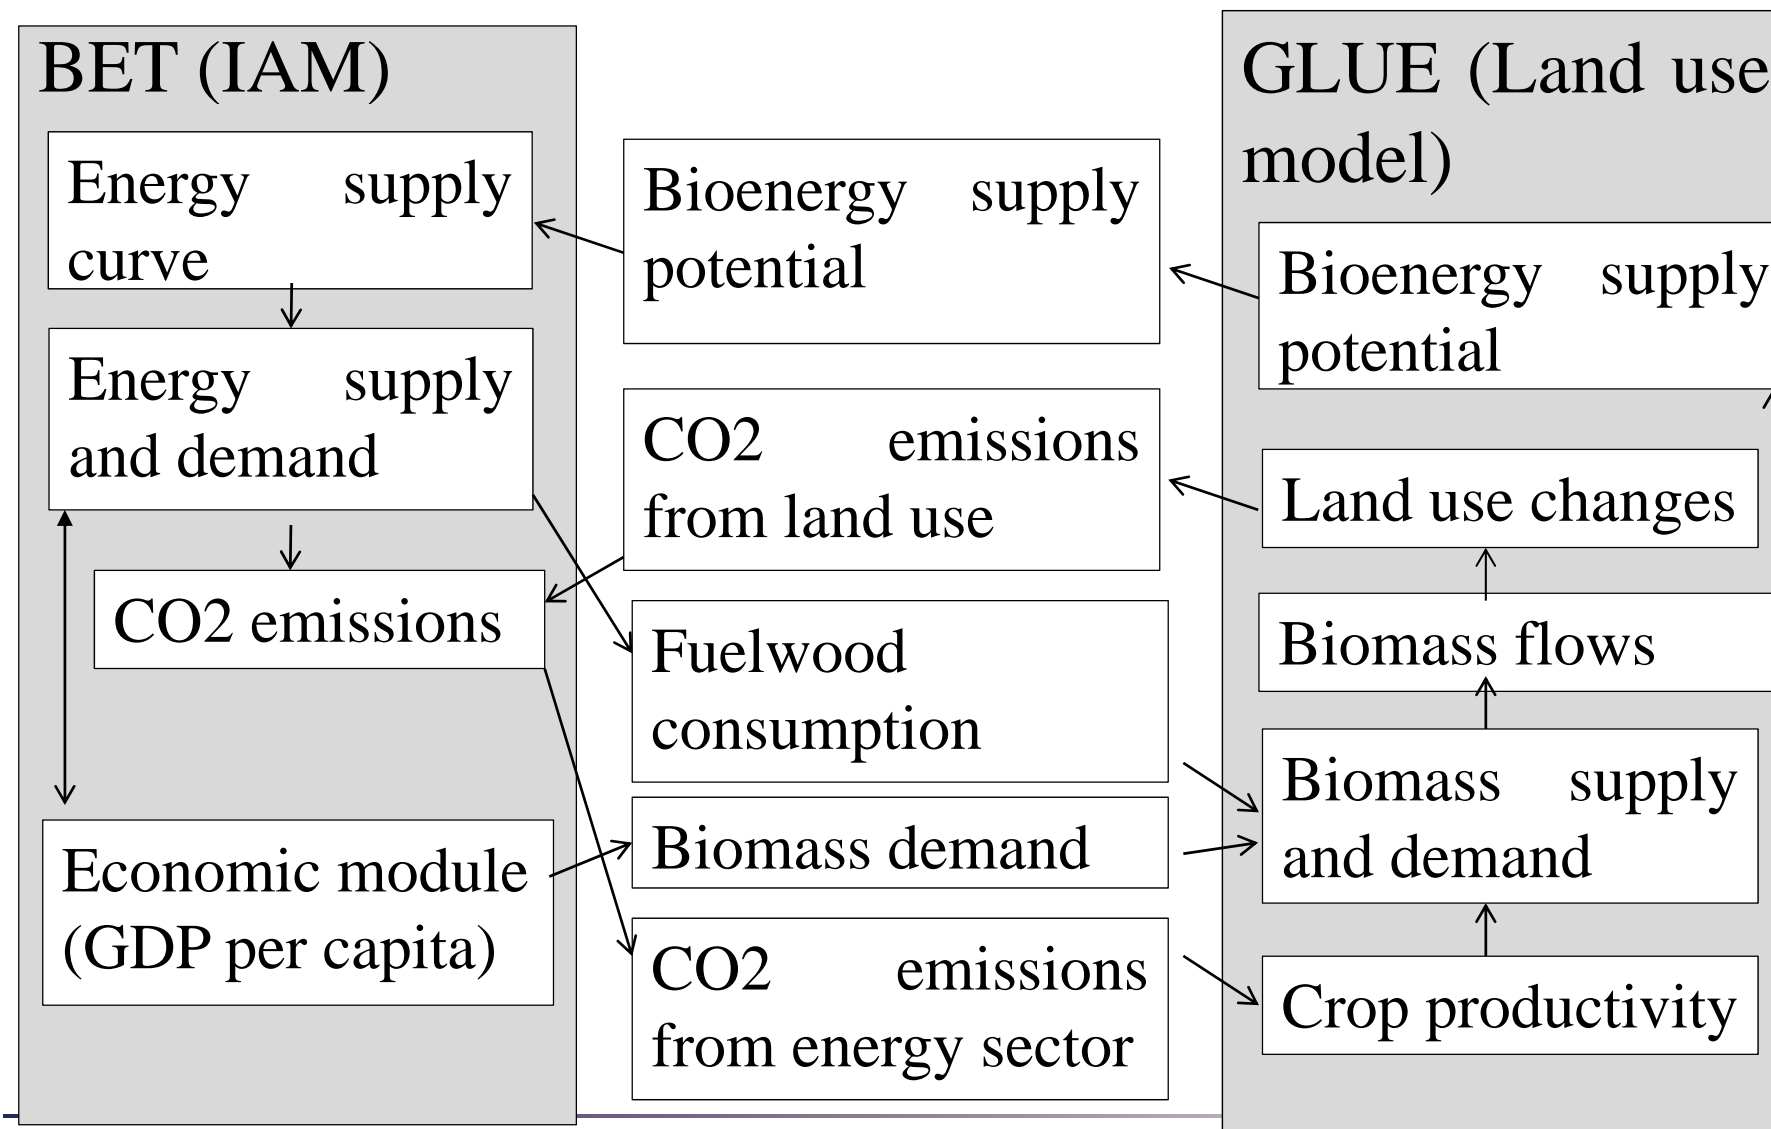 BET (IAM)
Energy supply
curve
Energy supply
and demand
CO2 emissions
Economic module
(GDP per capita)
Bioenergy supply
potential
CO2 emissions
from land use
Fuelwood
consumption
Biomass demand
CO2 emissions
from energy sector
GLUE (Land use
model)
Bioenergy supply
potential
Land use changes
Biomass flows
Biomass supply
and demand
Crop productivity